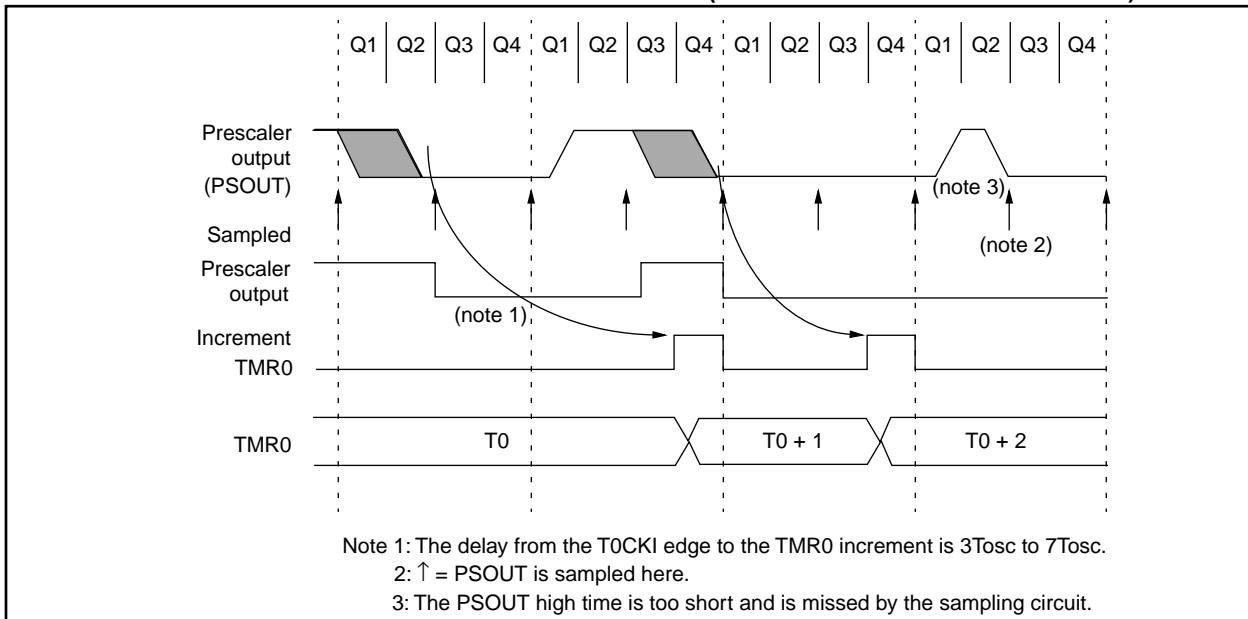 Q1 Q2 Q3 Q4 Q1 Q2 Q3 Q4 Q1 Q2 Q3 Q4 Q1 Q2 Q3 Q4
Prescaler
output
(PSOUT)
(note 3)
Sampled
(note 2)
Prescaler
output
(note 1)
Increment
TMR0
TMR0
T0
T0 + 1
T0 + 2
Note 1: The delay from the T0CKI edge to the TMR0 increment is 3Tosc to 7Tosc.
2: ↑ = PSOUT is sampled here.
3: The PSOUT high time is too short and is missed by the sampling circuit.